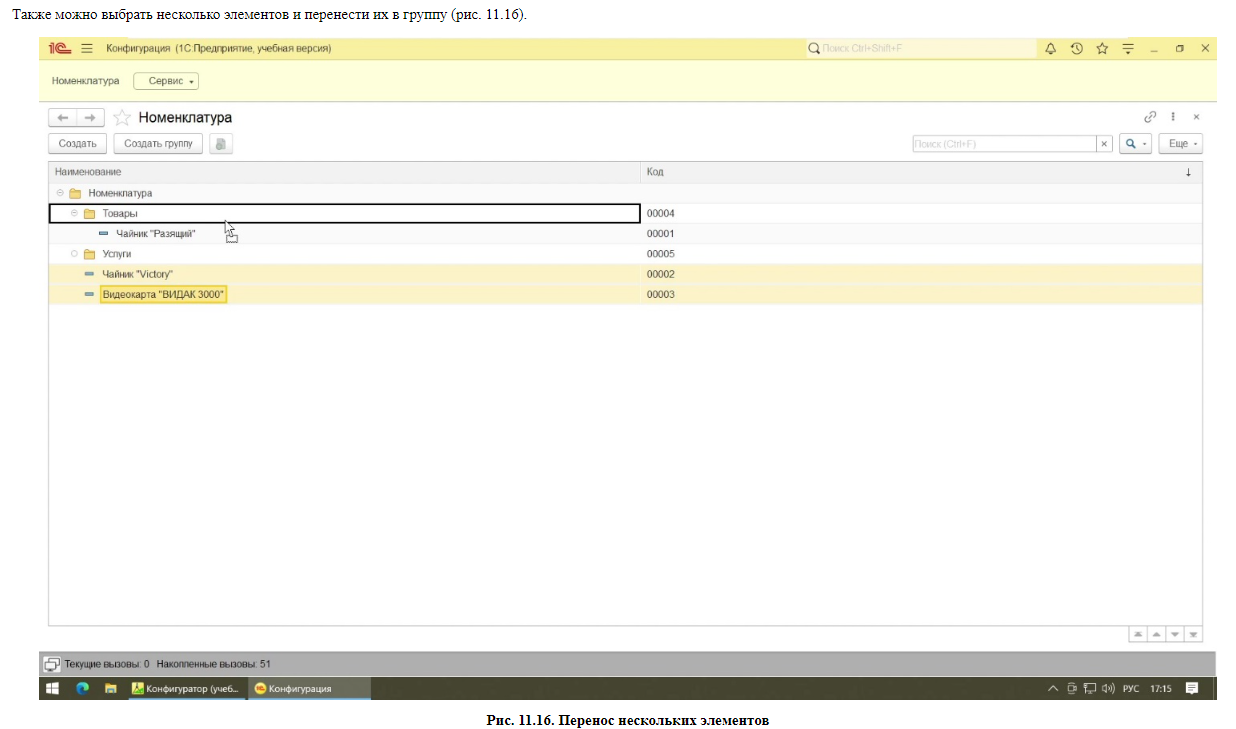 Также можно выбрать несколько элементов и перенести их в группу (рис. 11.16).
1С Конфигурация (1С:Предприятие, учебная версия) Поиск Ctrl+Shift+F
Номенклатура Сервис
Номенклатура
Создать Создать группу Поиск (Ctrl+F) × Еще
Наименование Код ↓
Номенклатура
Товары 00004
Чайник "Разящий" 00001
Услуги 00005
Чайник "Victory" 00002
Видеокарта "ВИДАК 3000" 00003
Текущие вызовы: 0 Накопленные вызовы: 51
Конфигуратор (учеб... Конфигурация РУС 17:15
Рис. 11.16. Перенос нескольких элементов